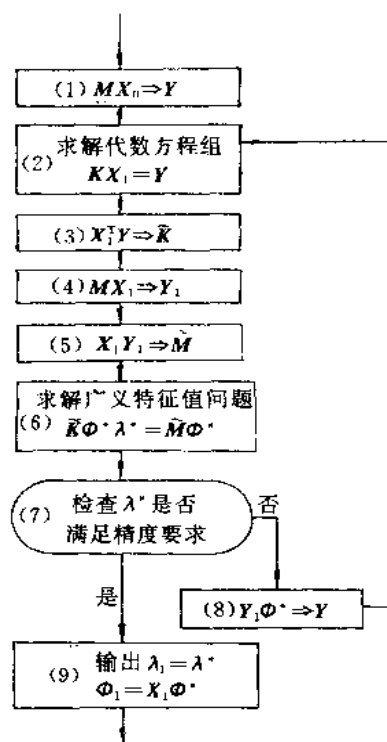 (1) MX₀⇒Y
(2) 求解代数方程组
KX₁=Y
(3) X₁ᵀY⇒K̃
(4) MX₁⇒Y₁
(5) X₁Y₁⇒M̃
求解广义特征值问题
(6) K̃Φ*λ*=M̃Φ*
(7) 检查λ*是否
满足精度要求
否
是
(8) Y₁Φ*⇒Y
(9) 输出λ₁=λ*
Φ₁=X₁Φ*